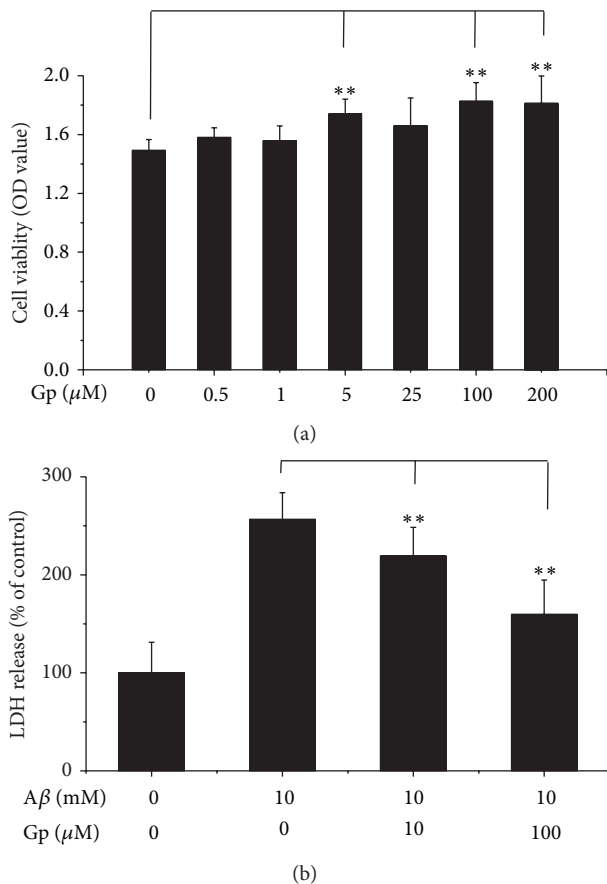 ** ** **
2.0
1.6
1.2
0.8
0.4
0.0
Cell viablity (OD value)
Gp (μM) 0 0.5 1 5 25 100 200
(a)
300
200
100
0
LDH release (% of control)
** **
Aβ (mM) 0 10 10 10
Gp (μM) 0 0 10 100
(b)